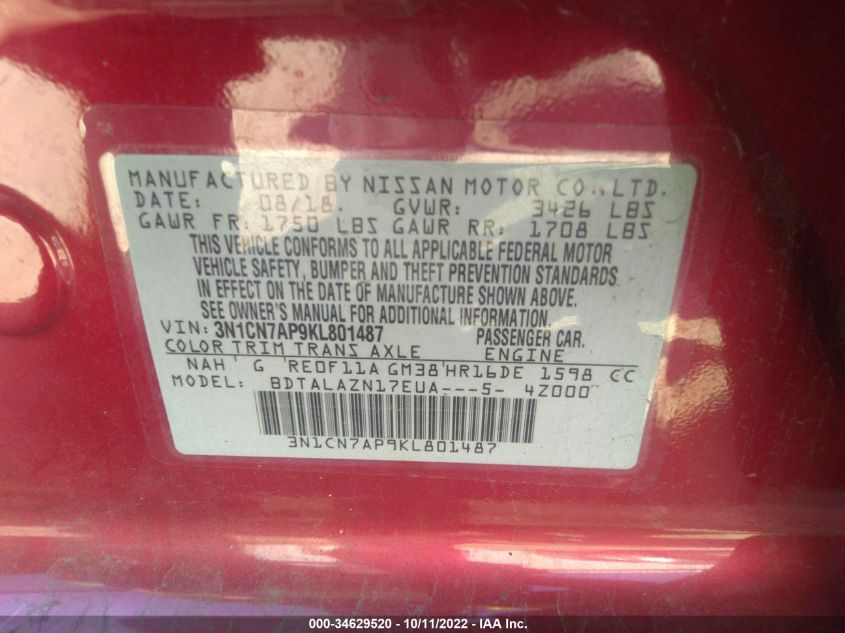 MANUFACTURED BY NISSAN MOTOR CO., LTD.
DATE: 08/18. GVWR: 3426 LBS
GAWR FR: 1750 LBS GAWR RR: 1708 LBS
THIS VEHICLE CONFORMS TO ALL APPLICABLE FEDERAL MOTOR
VEHICLE SAFETY, BUMPER AND THEFT PREVENTION STANDARDS
IN EFFECT ON THE DATE OF MANUFACTURE SHOWN ABOVE.
SEE OWNER'S MANUAL FOR ADDITIONAL INFORMATION.
VIN: 3N1CN7AP9KL801487 PASSENGER CAR.
COLOR TRIM TRANS AXLE ENGINE
NAH ' G ' RE0F11A GM38 ' HR16DE 1598 CC
MODEL: BDTALAZN17EUA---5- 4Z000
3N1CN7AP9KL801487
000-34629520 - 10/11/2022 - IAA Inc.